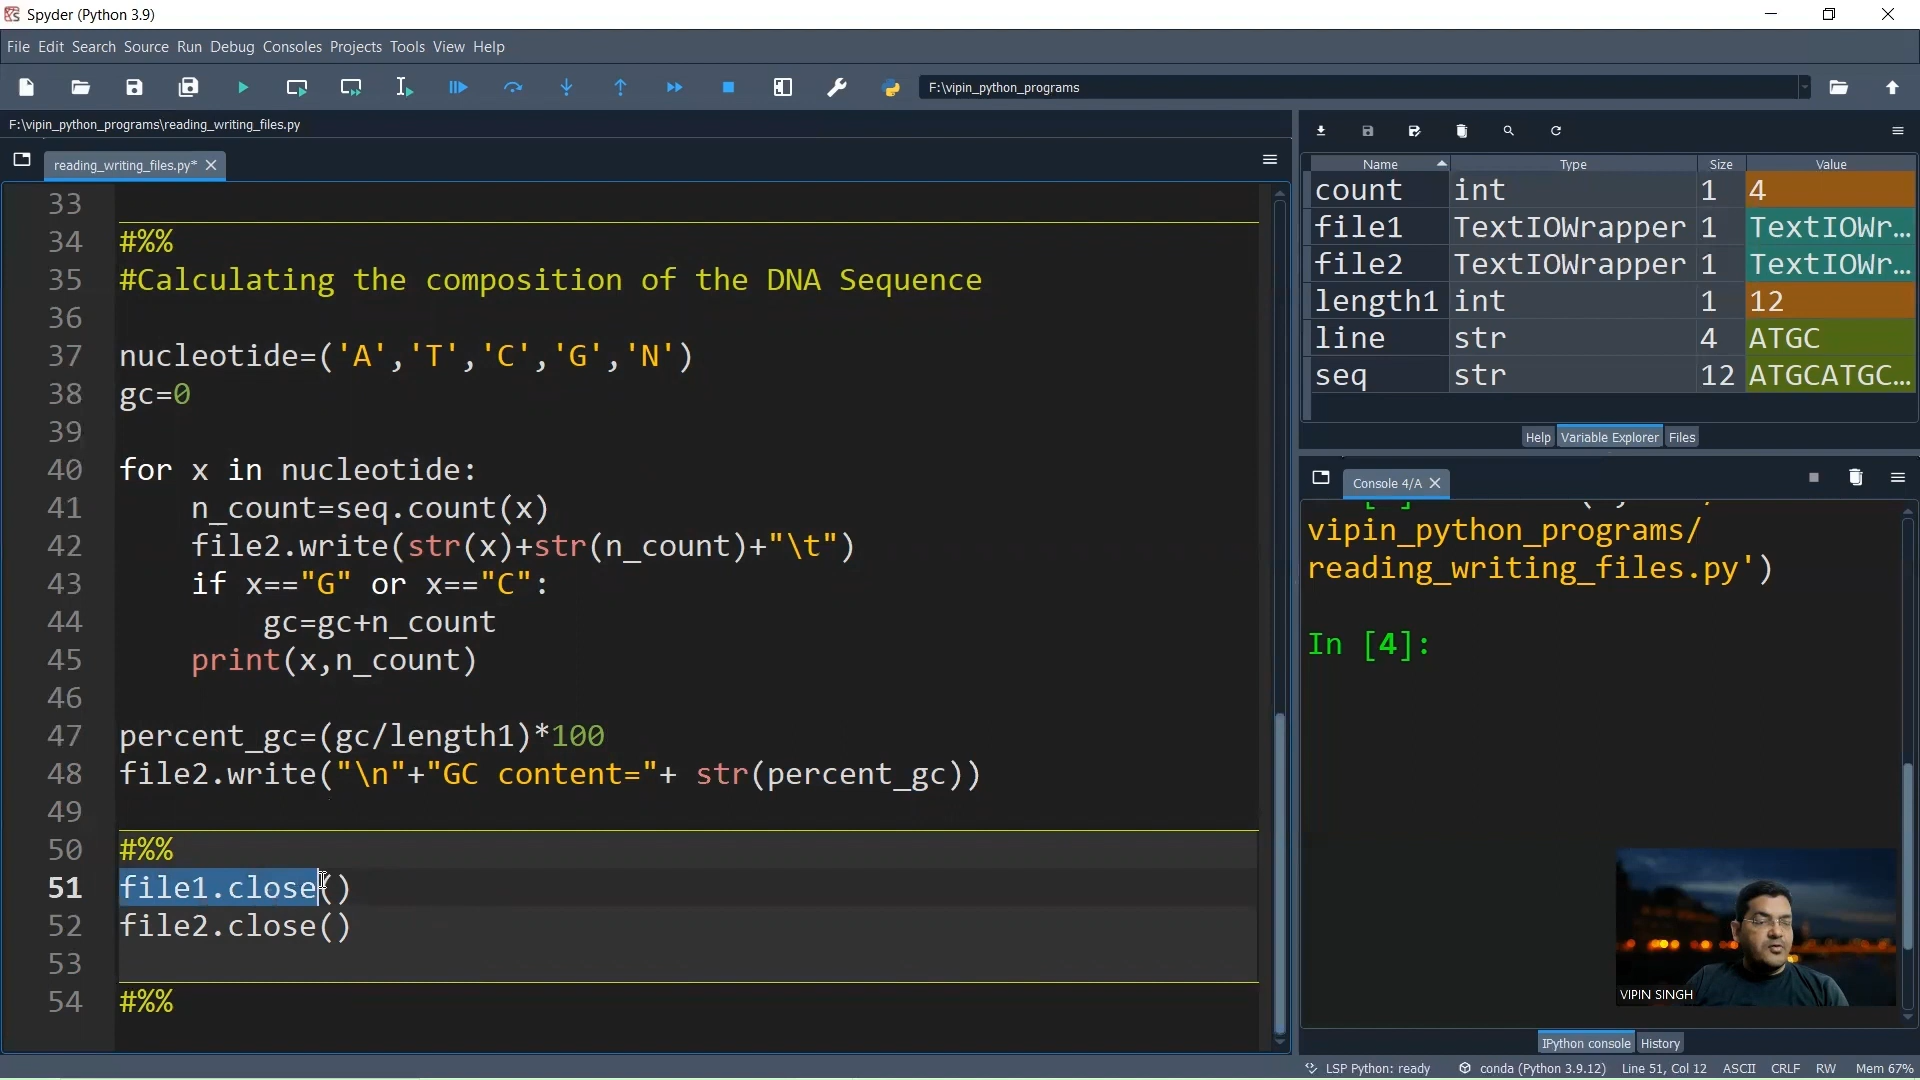 Spyder (Python 3.9)
File Edit Search Source Run Debug Consoles Projects Tools View Help
F:\vipin_python_programs
F:\vipin_python_programs\reading_writing_files.py
reading_writing_files.py*
33
34 #%%
35 #Calculating the composition of the DNA Sequence
36
37 nucleotide=('A','T','C','G','N')
38 gc=0
39
40 for x in nucleotide:
41 n_count=seq.count(x)
42 file2.write(str(x)+str(n_count)+"\t")
43 if x=="G" or x=="C":
44 gc=gc+n_count
45 print(x,n_count)
46
47 percent_gc=(gc/length1)*100
48 file2.write("\n"+"GC content="+ str(percent_gc))
49
50 #%%
51 file1.close()
52 file2.close()
53
54 #%%
Name Type Size Value
count int 1 4
file1 TextIOWrapper 1 TextIOWr…
file2 TextIOWrapper 1 TextIOWr…
length1 int 1 12
line str 4 ATGC
seq str 12 ATGCATGC…
Help Variable Explorer Files
Console 4/A
vipin_python_programs/
reading_writing_files.py')
In [4]:
VIPIN SINGH
IPython console History
LSP Python: ready conda (Python 3.9.12) Line 51, Col 12 ASCII CRLF RW Mem 67%